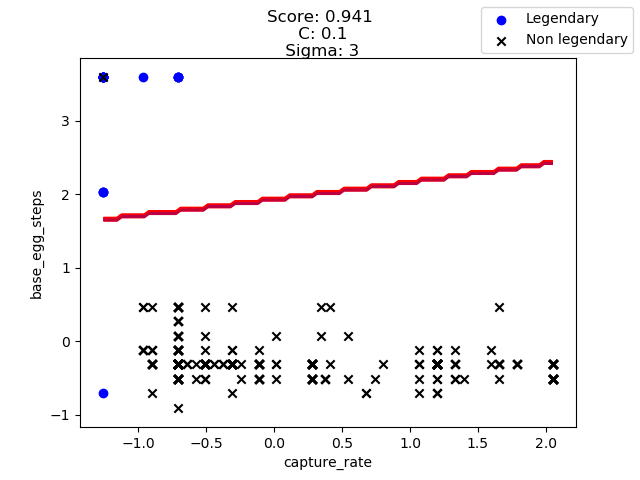 Score: 0.941
C: 0.1
Sigma: 3
Legendary
Non legendary
base_egg_steps
3
2
1
0
−1
−1.0 −0.5 0.0 0.5 1.0 1.5 2.0
capture_rate